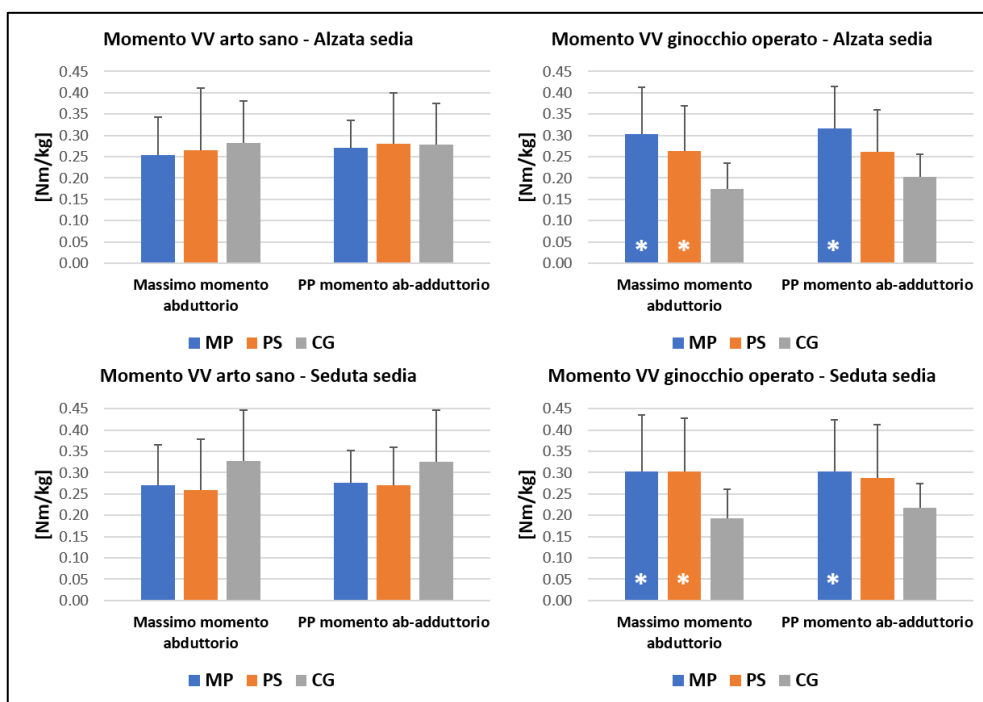 Momento VV arto sano - Alzata sedia
[Nm/kg]
0.45
0.40
0.35
0.30
0.25
0.20
0.15
0.10
0.05
0.00
Massimo momento
abduttorio
PP momento ab-adduttorio
MP PS CG
Momento VV ginocchio operato - Alzata sedia
[Nm/kg]
0.45
0.40
0.35
0.30
0.25
0.20
0.15
0.10
0.05
0.00
* * *
Massimo momento
abduttorio
PP momento ab-adduttorio
MP PS CG
Momento VV arto sano - Seduta sedia
[Nm/kg]
0.45
0.40
0.35
0.30
0.25
0.20
0.15
0.10
0.05
0.00
Massimo momento
abduttorio
PP momento ab-adduttorio
MP PS CG
Momento VV ginocchio operato - Seduta sedia
[Nm/kg]
0.45
0.40
0.35
0.30
0.25
0.20
0.15
0.10
0.05
0.00
* * *
Massimo momento
abduttorio
PP momento ab-adduttorio
MP PS CG